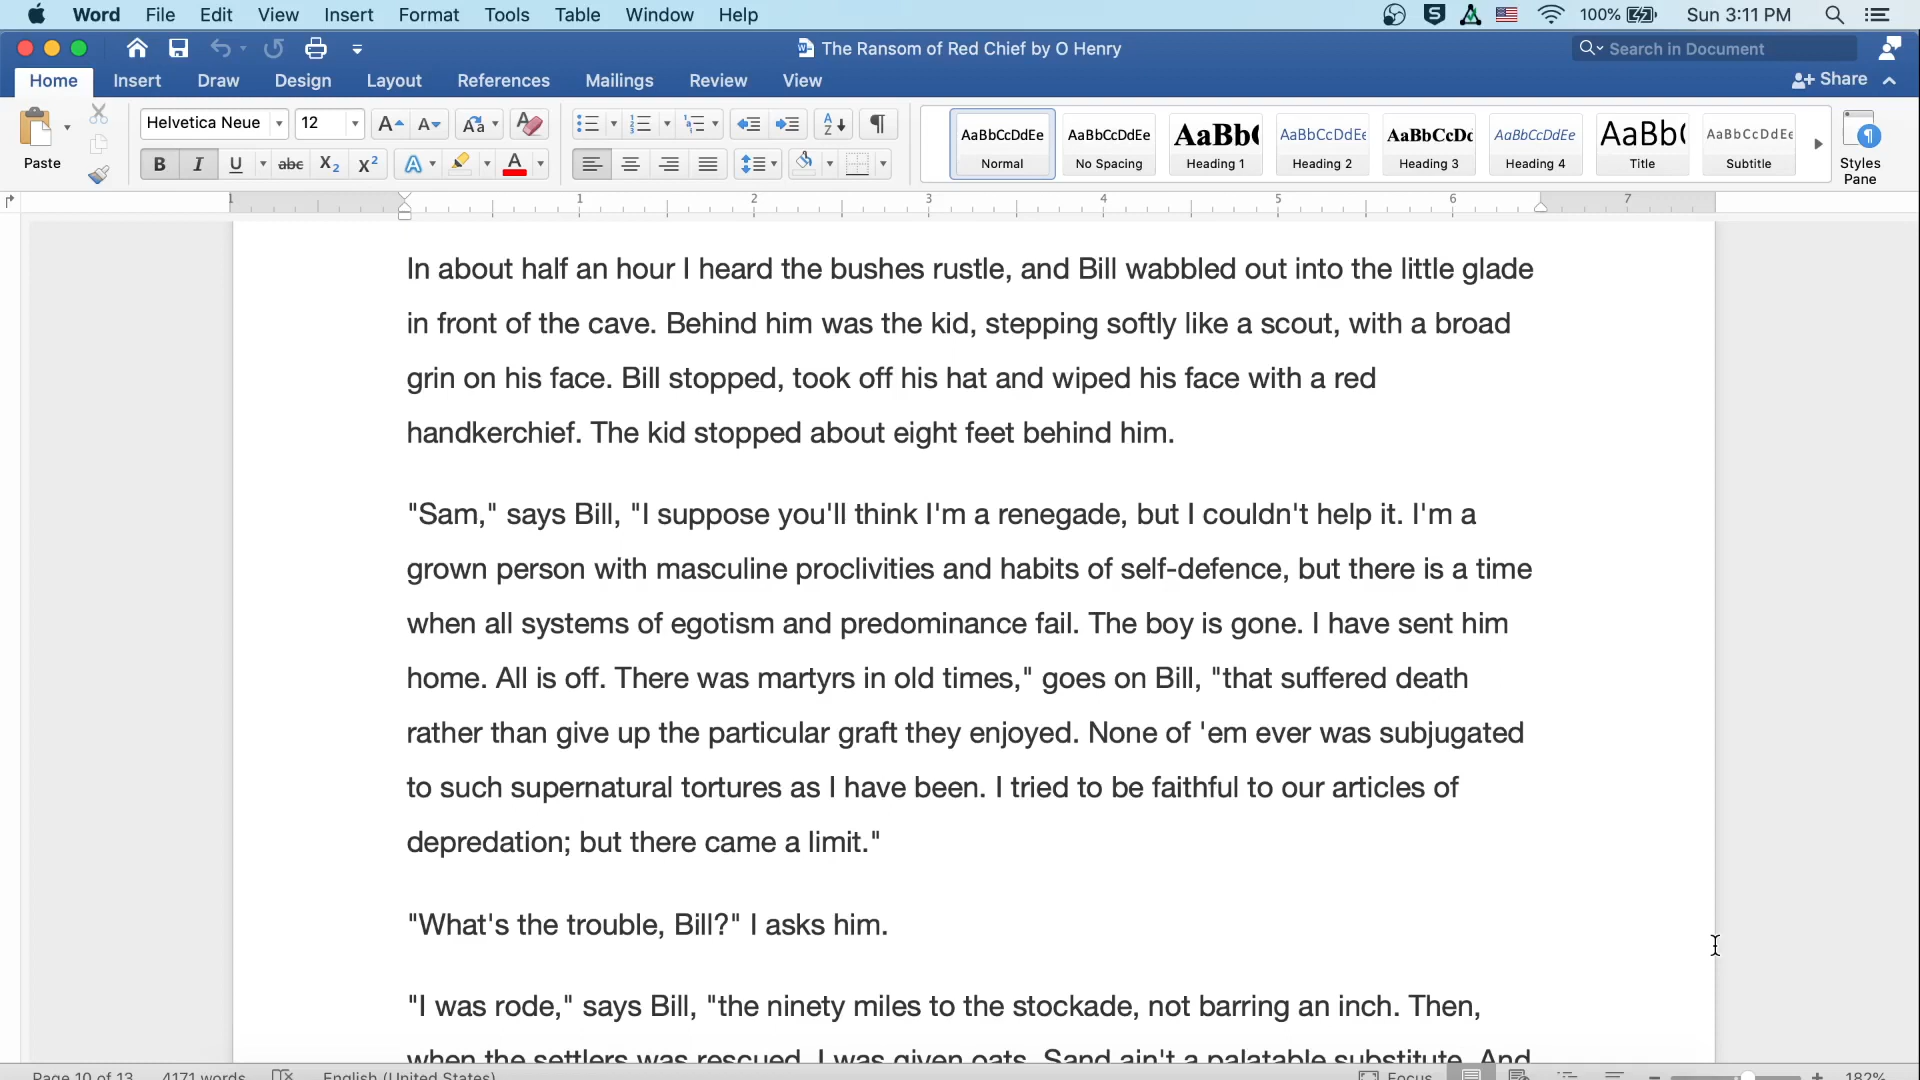 Word File Edit View Insert Format Tools Table Window Help 100% Sun 3:11 PM
The Ransom of Red Chief by O Henry Search in Document
Home Insert Draw Design Layout References Mailings Review View Share
Paste Helvetica Neue 12 A A Aa A
B I U abc X2 X2 A A
A Z
AaBbCcDdEe AaBbCcDdEe AaBb( AaBbCcDdEe AaBbCcDc AaBbCcDdEe AaBb( AaBbCcDdEe
Normal No Spacing Heading 1 Heading 2 Heading 3 Heading 4 Title Subtitle
Styles
Pane
1 1 2 3 4 5 6 7
In about half an hour I heard the bushes rustle, and Bill wabbled out into the little glade
in front of the cave. Behind him was the kid, stepping softly like a scout, with a broad
grin on his face. Bill stopped, took off his hat and wiped his face with a red
handkerchief. The kid stopped about eight feet behind him.
"Sam," says Bill, "I suppose you'll think I'm a renegade, but I couldn't help it. I'm a
grown person with masculine proclivities and habits of self-defence, but there is a time
when all systems of egotism and predominance fail. The boy is gone. I have sent him
home. All is off. There was martyrs in old times," goes on Bill, "that suffered death
rather than give up the particular graft they enjoyed. None of 'em ever was subjugated
to such supernatural tortures as I have been. I tried to be faithful to our articles of
depredation; but there came a limit."
"What's the trouble, Bill?" I asks him.
"I was rode," says Bill, "the ninety miles to the stockade, not barring an inch. Then,
when the settlers was rescued, I was given oats. Sand ain't a palatable substitute. And
Page 10 of 13 4171 words English (United States) Focus 182%